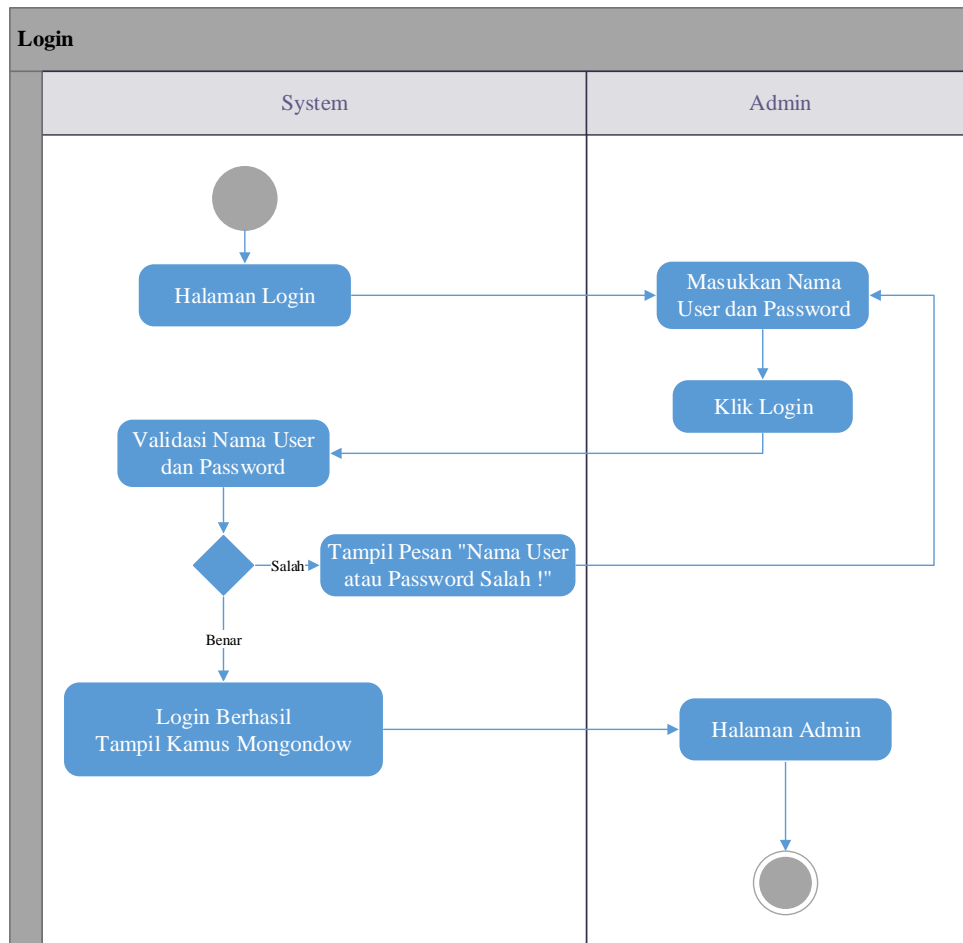 Login
System
Admin
Halaman Login
Masukkan Nama
User dan Password
Klik Login
Validasi Nama User
dan Password
Salah
Tampil Pesan "Nama User
atau Password Salah !"
Benar
Login Berhasil
Tampil Kamus Mongondow
Halaman Admin